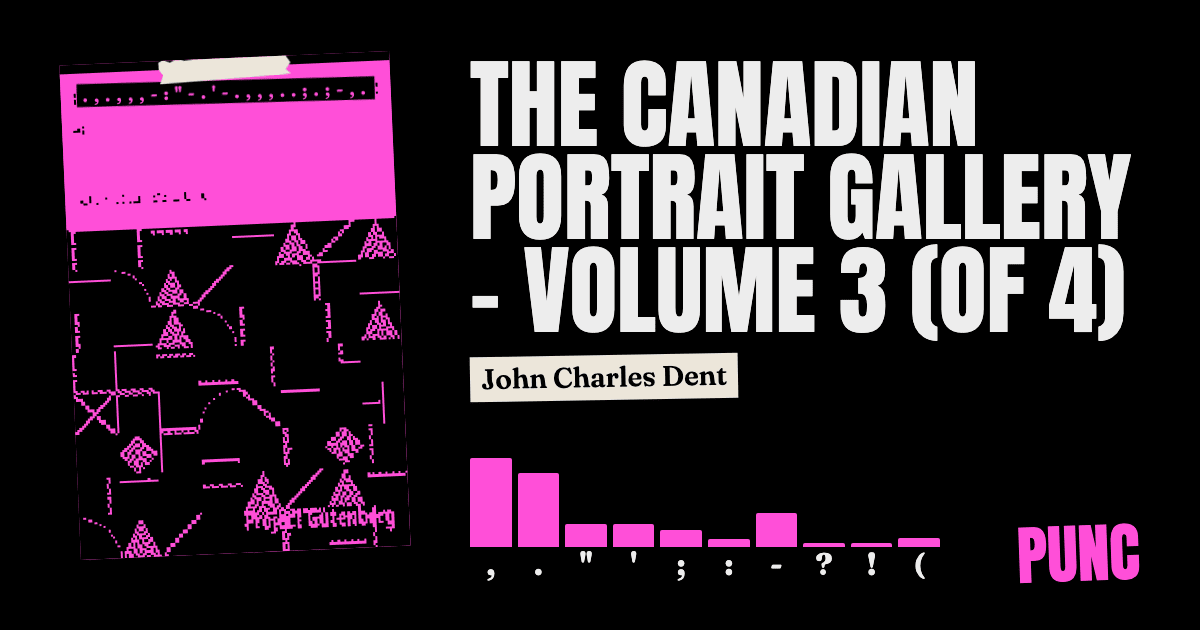 :.,.,,,-:"-.'-.,,,..;.;-,.:
Project Gutenberg
THE CANADIAN
PORTRAIT GALLERY
- VOLUME 3 (OF 4)
John Charles Dent
, . " ' ; : - ? ! (
PUNC